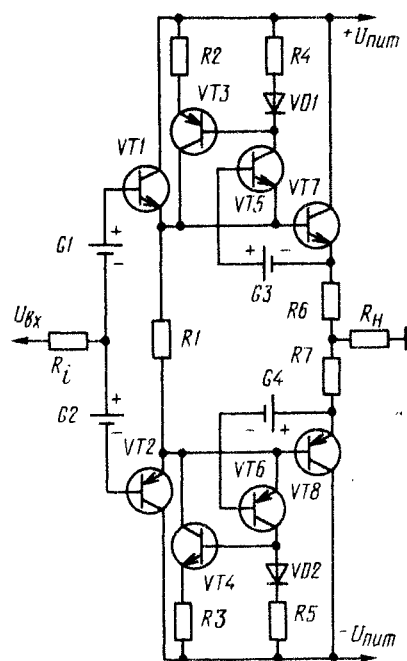 +Uпит
R2
R4
VT3
VD1
VT1
VT5
VT7
G1
+
-
+
-
G3
R6
Uвх
Ri
R1
Rн
R7
G2
+
-
G4
-
+
VT2
VT6
VT8
VT4
VD2
R3
R5
-Uпит